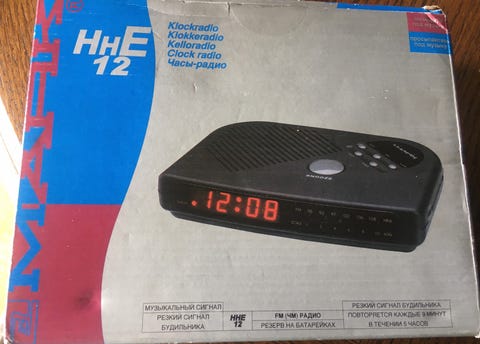 HHE
12
Klockradio
Klokkeradio
Kelloradio
Clock radio
Часы-радио
просыпайтесь
под музыку
SNOOZE
12:08
МУЗЫКАЛЬНЫЙ СИГНАЛ
РЕЗКИЙ СИГНАЛ
БУДИЛЬНИКА
HHE
12
FM (ЧМ) РАДИО
РЕЗЕРВ НА БАТАРЕЙКАХ
РЕЗКИЙ СИГНАЛ БУДИЛЬНИКА
ПОВТОРЯЕТСЯ КАЖДЫЕ 9 МИНУТ
В ТЕЧЕНИИ 5 ЧАСОВ